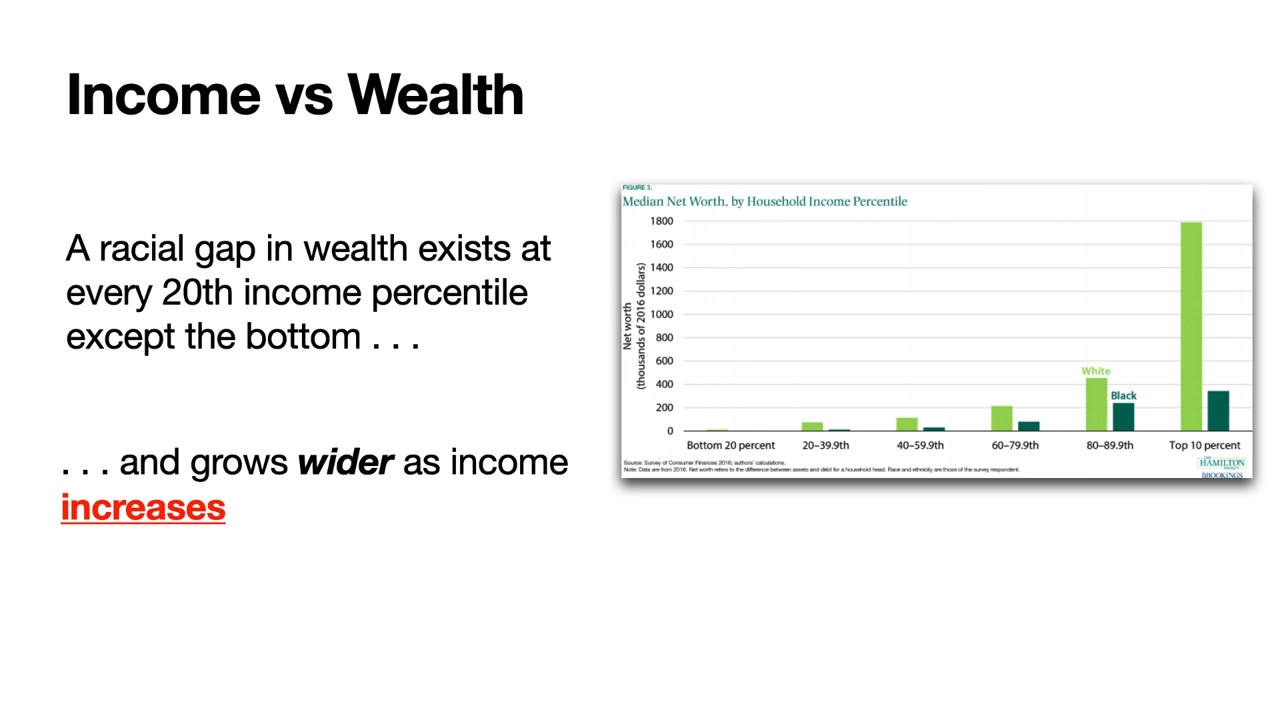 Income vs Wealth
A racial gap in wealth exists at
every 20th income percentile
except the bottom . . .
. . . and grows wider as income
increases
FIGURE 3.
Median Net Worth, by Household Income Percentile
Net worth
(thousands of 2016 dollars)
1800
1600
1400
1200
1000
800
600
400
200
0
White
Black
Bottom 20 percent
20–39.9th
40–59.9th
60–79.9th
80–89.9th
Top 10 percent
Source: Survey of Consumer Finances 2016; authors' calculations.
Note: Data are from 2016. Net worth refers to the difference between assets and debt for a household head. Race and ethnicity are those of the survey respondent.
THE
HAMILTON
PROJECT
BROOKINGS